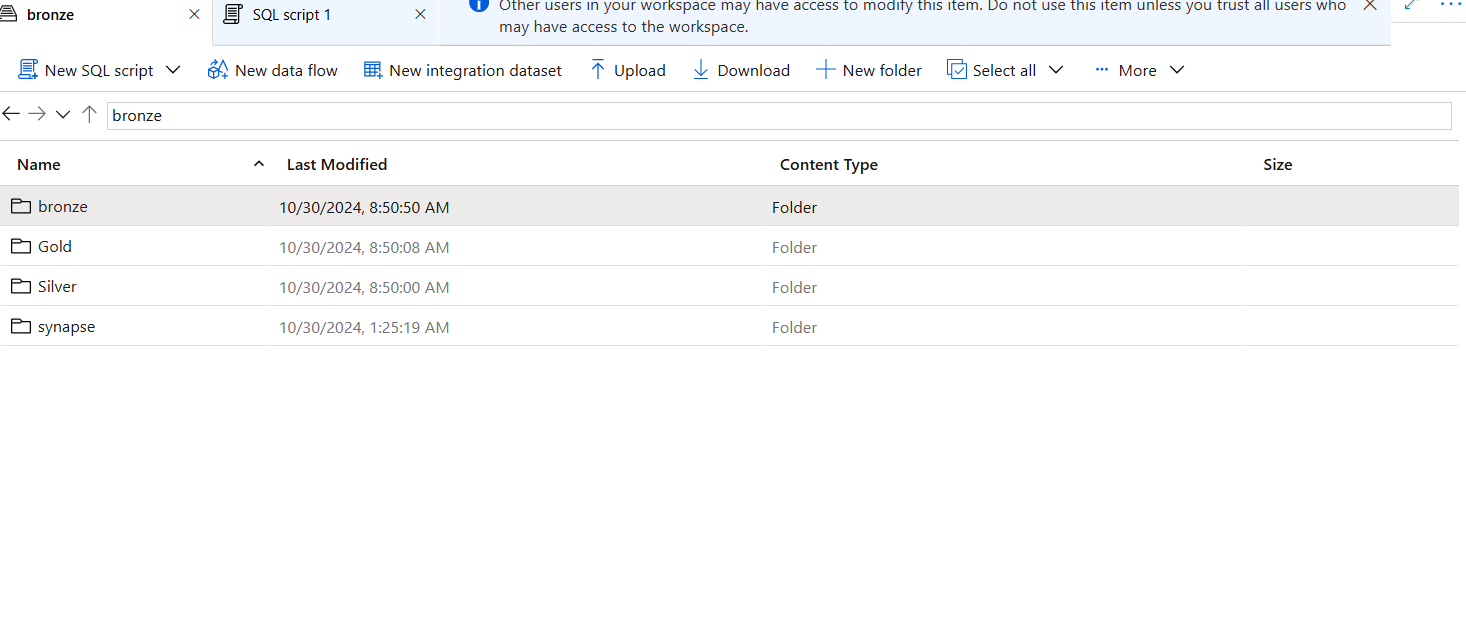 bronze
SQL script 1
Other users in your workspace may have access to modify this item. Do not use this item unless you trust all users who
may have access to the workspace.
New SQL script
New data flow
New integration dataset
Upload
Download
New folder
Select all
More
bronze
Name Last Modified Content Type Size
bronze 10/30/2024, 8:50:50 AM Folder
Gold 10/30/2024, 8:50:08 AM Folder
Silver 10/30/2024, 8:50:00 AM Folder
synapse 10/30/2024, 1:25:19 AM Folder